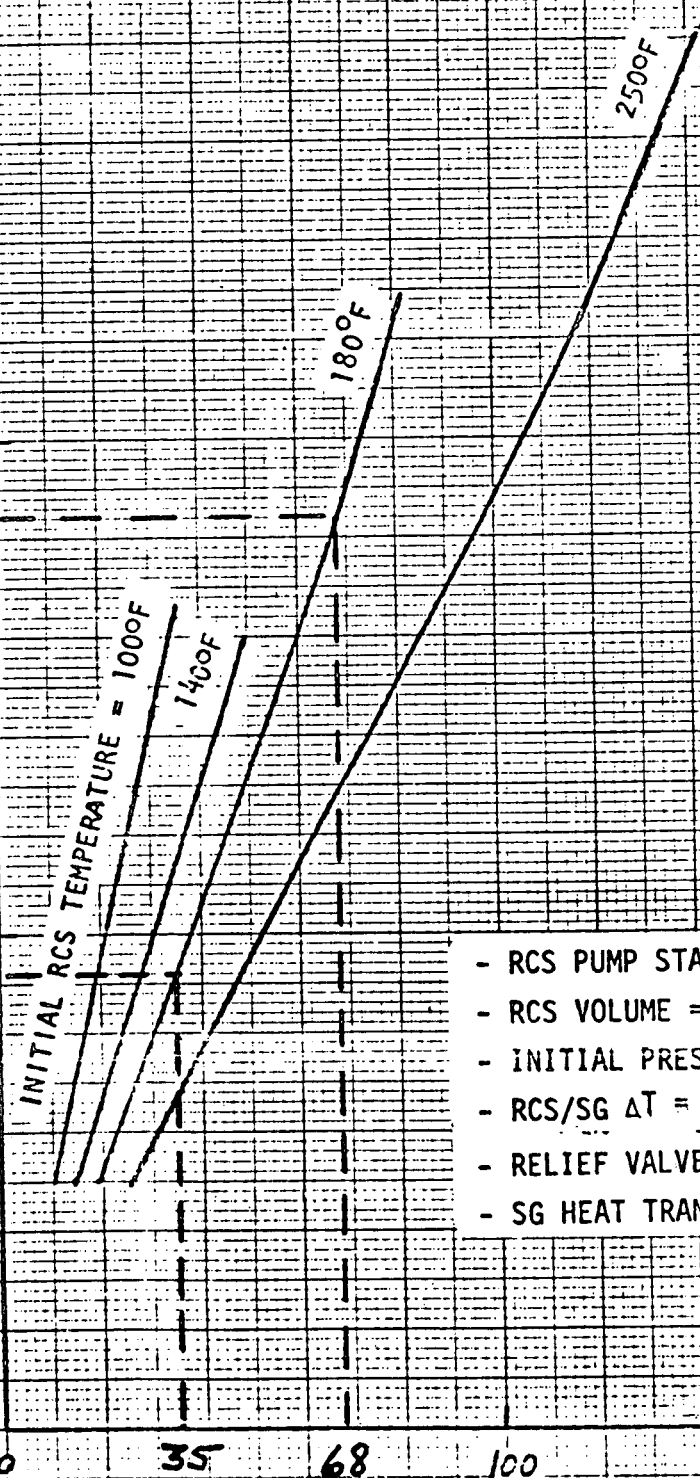 250°F
180°F
INITIAL RCS TEMPERATURE = 100°F
140°F
- RCS PUMP STA
- RCS VOLUME =
- INITIAL PRES
- RCS/SG ΔT =
- RELIEF VALVE
- SG HEAT TRAN
0 35 68 100